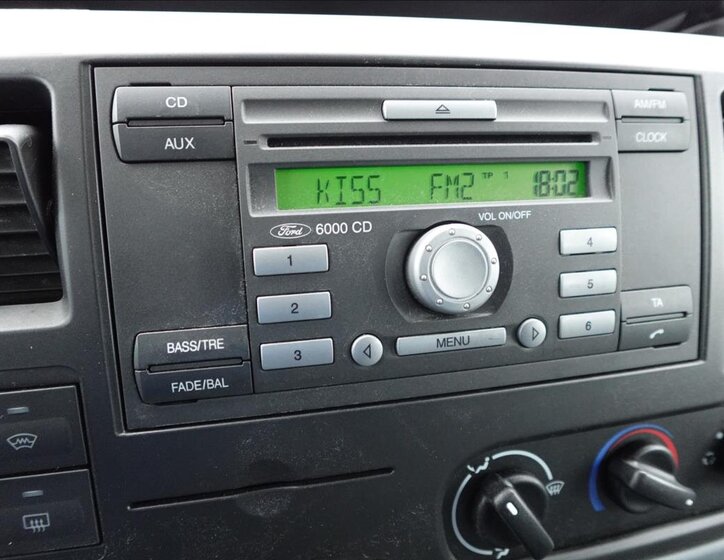 CD
AM/FM
AUX
CLOCK
KISS FM2 TP 1 18:02
VOL ON/OFF
Ford 6000 CD
1
4
2
5
3
6
MENU
BASS/TRE
FADE/BAL
TA